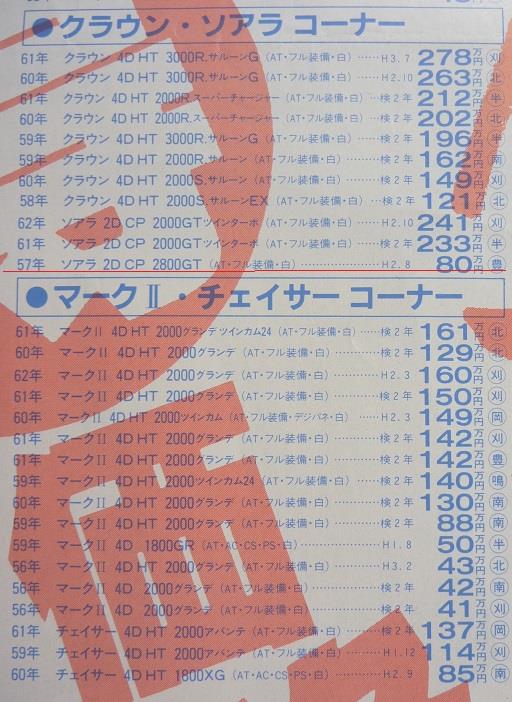 ●クラウン・ソアラ コーナー
61年 クラウン 4D HT 3000R.サルーンG(AT・フル装備・白)……H3.7 278万円 刈
60年 クラウン 4D HT 3000R.サルーンG(AT・フル装備・白)……H2.10 263万円 北
61年 クラウン 4D HT 2000R.スーパーチャージャー(AT・フル装備・白)……検2年 212万円 半
60年 クラウン 4D HT 2000R.スーパーチャージャー(AT・フル装備・白)……検2年 202万円 北
59年 クラウン 4D HT 3000R.サルーンG(AT・フル装備・白)……検2年 196万円 半
59年 クラウン 4D HT 2000R.サルーン(AT・フル装備・白)………検2年 162万円 南
60年 クラウン 4D HT 2000S.サルーン(AT・フル装備・白)………検2年 149万円 刈
58年 クラウン 4D HT 2000S.サルーンEX(AT・フル装備・白)…検2年 121万円 北
62年 ソアラ 2D CP 2000GTツインターボ(AT・フル装備・白)……H2.10 241万円 刈
61年 ソアラ 2D CP 2000GTツインターボ(AT・フル装備・白)……検2年 233万円 半
57年 ソアラ 2D CP 2800GT(AT・フル装備・白)……………H2.8 80万円 豊
●マークⅡ・チェイサー コーナー
61年 マークⅡ 4D HT 2000グランデツインカム24(AT・フル装備・白)……検2年 161万円 北
60年 マークⅡ 4D HT 2000グランデ(AT・フル装備・白)…………検2年 129万円 北
62年 マークⅡ 4D HT 2000グランデ(AT・フル装備・白)…………H2.3 160万円 刈
61年 マークⅡ 4D HT 2000グランデ(AT・フル装備・白)…………検2年 150万円 刈
60年 マークⅡ 4D HT 2000ツインカム(AT・フル装備・デジパネ・白)……H2.3 149万円 岡
61年 マークⅡ 4D HT 2000グランデ(AT・フル装備・白)…………検2年 142万円 刈
61年 マークⅡ 4D HT 2000グランデ(AT・フル装備・白)…………検2年 142万円 豊
59年 マークⅡ 4D HT 2000ツインカム24(AT・フル装備・白)………検2年 140万円 鳴
60年 マークⅡ 4D HT 2000グランデ(AT・フル装備・白)…………検2年 130万円 南
59年 マークⅡ 4D HT 2000グランデ(AT・フル装備・白)…………検2年 88万円 南
59年 マークⅡ 4D 1800GR(AT・AC・CS・PS・白)……………H1.8 50万円 半
56年 マークⅡ 4D HT 2000グランデ(AT・フル装備・白)…………H3.2 43万円 北
56年 マークⅡ 4D 2000グランデ(AT・フル装備・白)…………検2年 42万円 南
56年 マークⅡ 4D 2000グランデ(AT・フル装備・白)…………検2年 41万円 刈
61年 チェイサー 4D HT 2000アバンテ(AT・フル装備・白)………検2年 137万円 岡
59年 チェイサー 4D HT 2000アバンテ(AT・フル装備・白)………H1.12 114万円 刈
60年 チェイサー 4D HT 1800XG(AT・フル装備・白)…………H2.9 85万円 南